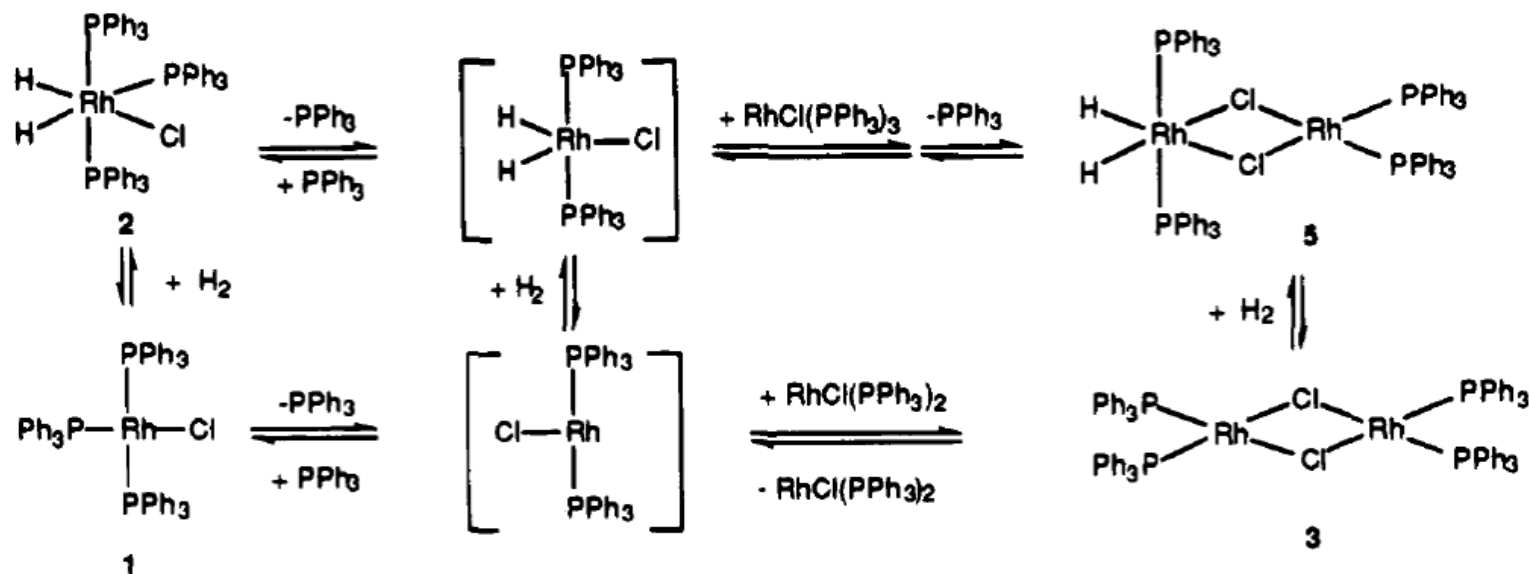 PPh3
H
PPh3
Rh
H
Cl
PPh3
2
-PPh3
+ PPh3
PPh3
H
Rh
Cl
H
PPh3
+ RhCl(PPh3)3
-PPh3
PPh3
H
Cl
PPh3
Rh
Rh
H
Cl
PPh3
PPh3
5
+ H2
+ H2
+ H2
PPh3
Ph3P
Rh
Cl
PPh3
1
-PPh3
+ PPh3
PPh3
Cl
Rh
PPh3
+ RhCl(PPh3)2
- RhCl(PPh3)2
Ph3P
Cl
PPh3
Rh
Rh
Ph3P
Cl
PPh3
3